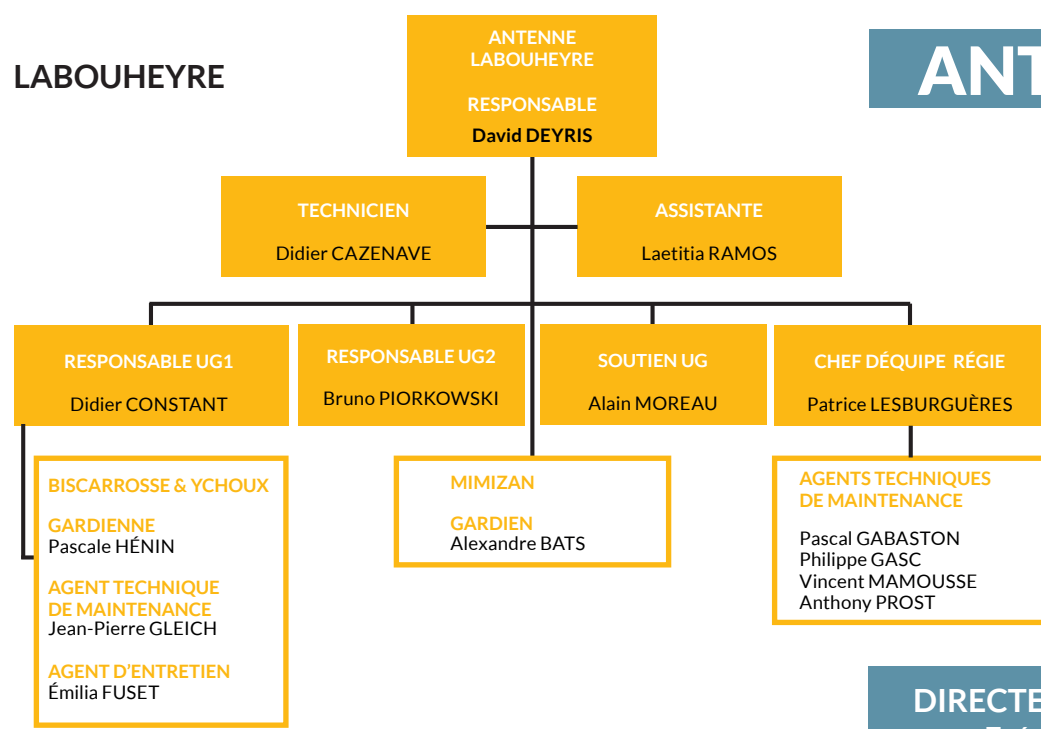 LABOUHEYRE
ANTENNE
LABOUHEYRE
RESPONSABLE
David DEYRIS
ANT
TECHNICIEN
Didier CAZENAVE
ASSISTANTE
Laetitia RAMOS
RESPONSABLE UG1
Didier CONSTANT
RESPONSABLE UG2
Bruno PIORKOWSKI
SOUTIEN UG
Alain MOREAU
CHEF DÉQUIPE RÉGIE
Patrice LESBURGUÈRES
BISCARROSSE & YCHOUX
GARDIENNE
Pascale HÉNIN
AGENT TECHNIQUE
DE MAINTENANCE
Jean-Pierre GLEICH
AGENT D'ENTRETIEN
Émilia FUSET
MIMIZAN
GARDIEN
Alexandre BATS
AGENTS TECHNIQUES
DE MAINTENANCE
Pascal GABASTON
Philippe GASC
Vincent MAMOUSSE
Anthony PROST
DIRECTE